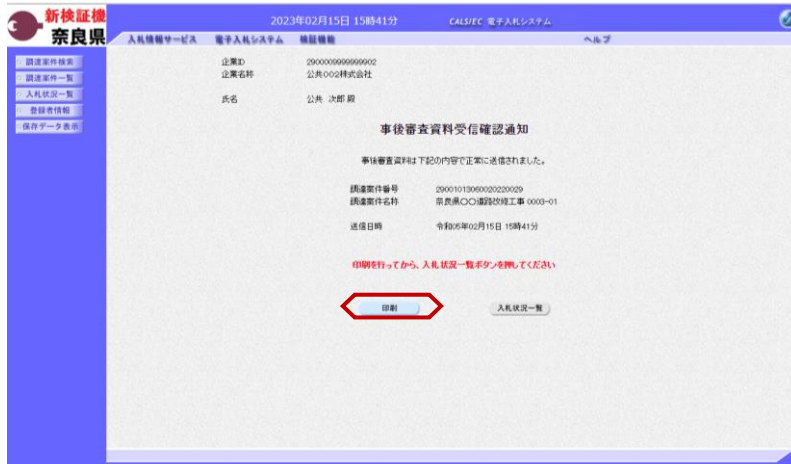 新検証機
奈良県
2023年02月15日 15時41分
CALS/EC 電子入札システム
入札情報サービス 電子入札システム 検証機能 ヘルプ
調達案件検索
調達案件一覧
入札状況一覧
登録者情報
保存データ表示
企業ID 2900009999999902
企業名称 公共002株式会社
氏名 公共 次郎 殿
事後審査資料受信確認通知
事後審査資料は下記の内容で正常に送信されました。
調達案件番号 29001013060020220029
調達案件名称 奈良県〇〇道路改修工事 0003-01
送信日時 令和05年02月15日 15時41分
印刷を行ってから、入札状況一覧ボタンを押してください
印刷 入札状況一覧